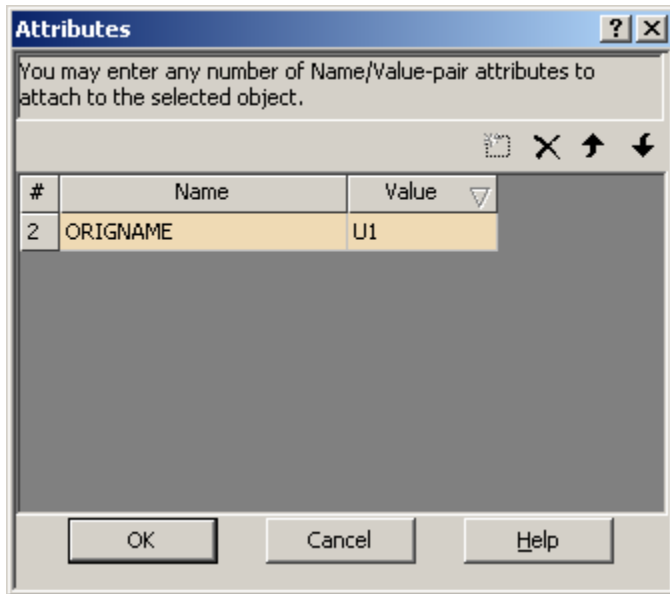 Attributes
You may enter any number of Name/Value-pair attributes to
attach to the selected object.
# Name Value
2 ORIGNAME U1
OK Cancel Help